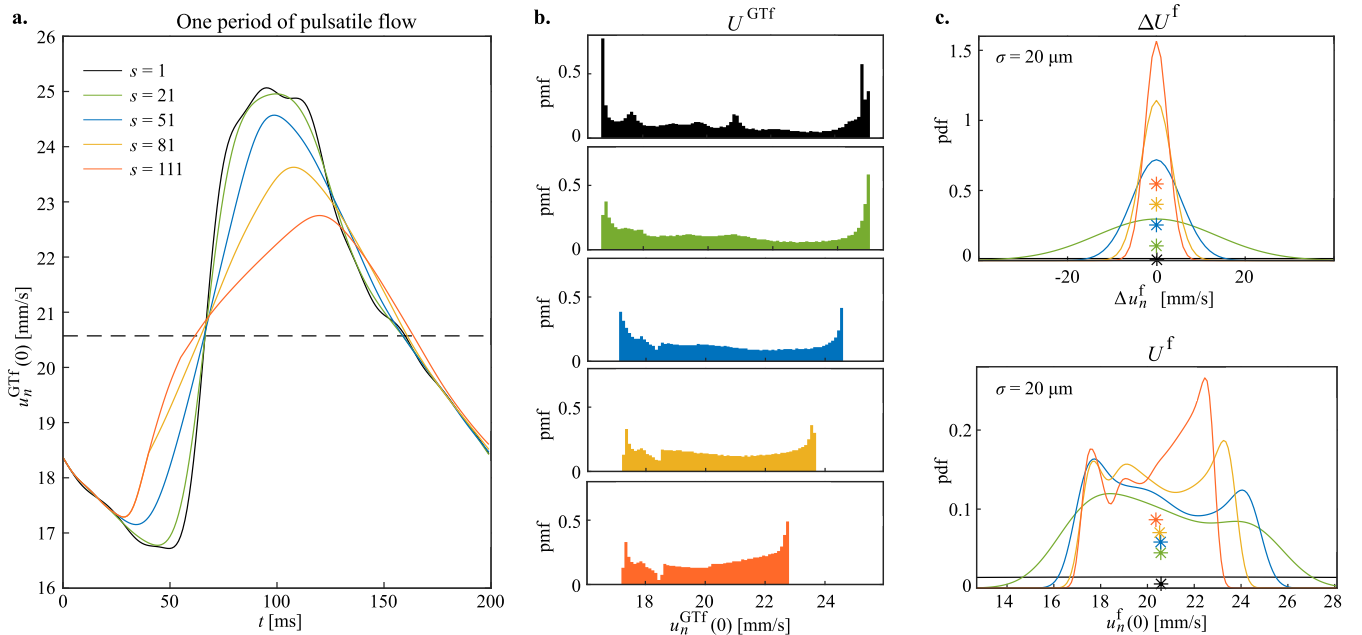 a.
One period of pulsatile flow
26
25
24
23
22
21
20
19
18
17
16
s = 1
s = 21
s = 51
s = 81
s = 111
u_n^GTf(0) [mm/s]
0
50
100
150
200
t [ms]
b.
U^GTf
pmf
0.5
0
pmf
0.5
0
pmf
0.5
0
pmf
0.5
0
pmf
0.5
0
18
20
22
24
u_n^GTf(0) [mm/s]
c.
ΔU^f
σ = 20 μm
pdf
1.5
1
0.5
0
-20
0
20
Δu_n^f [mm/s]
U^f
σ = 20 μm
pdf
0.2
0.1
0
14
16
18
20
22
24
26
28
u_n^f(0) [mm/s]